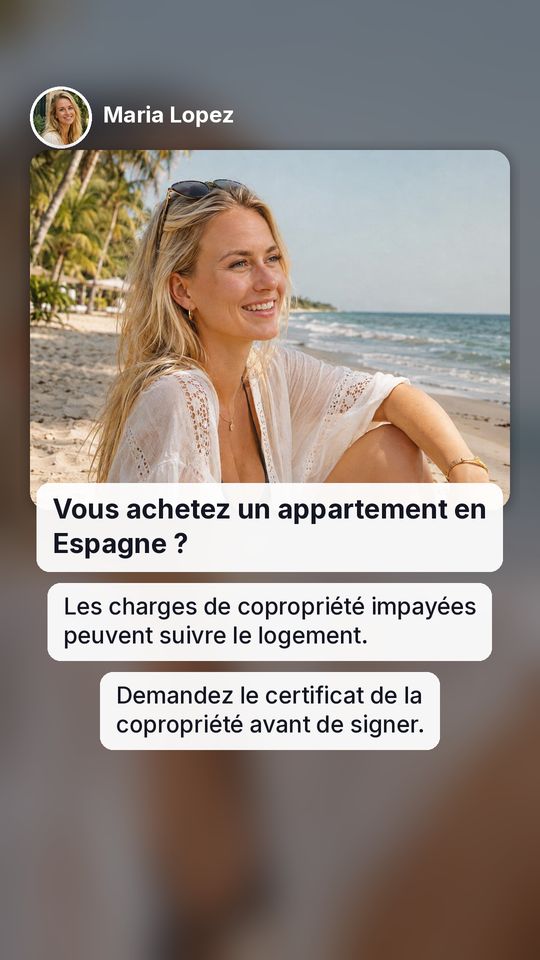 Maria Lopez
Vous achetez un appartement en
Espagne ?
Les charges de copropriété impayées
peuvent suivre le logement.
Demandez le certificat de la
copropriété avant de signer.